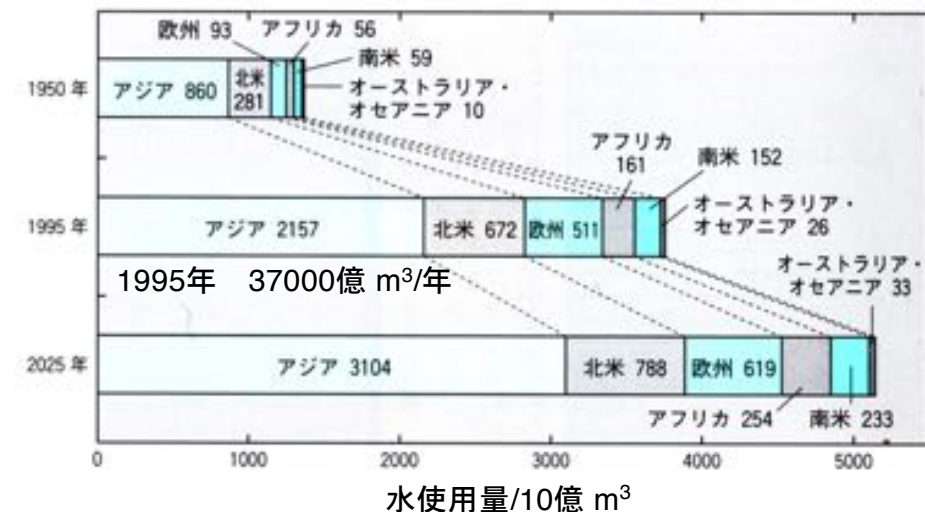 欧州 93
アフリカ 56
南米 59
1950 年
アジア 860
北米
281
オーストラリア・
オセアニア 10
アフリカ
161
南米 152
1995 年
アジア 2157
北米 672
欧州 511
オーストラリア・
オセアニア 26
1995年 37000億 m³/年
オーストラリア・
オセアニア 33
2025 年
アジア 3104
北米 788
欧州 619
アフリカ 254
南米 233
0 1000 2000 3000 4000 5000
水使用量/10億 m³